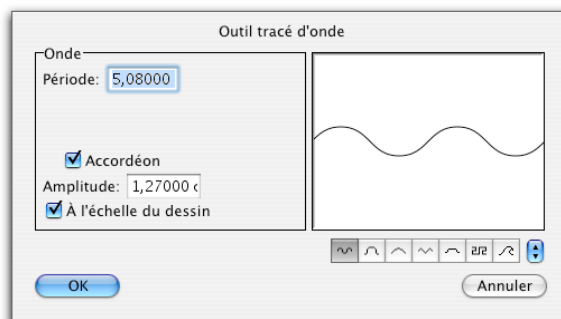 Outil tracé d'onde
Onde
Période: 5,08000
Accordéon
Amplitude: 1,27000 c
À l'échelle du dessin
OK
Annuler